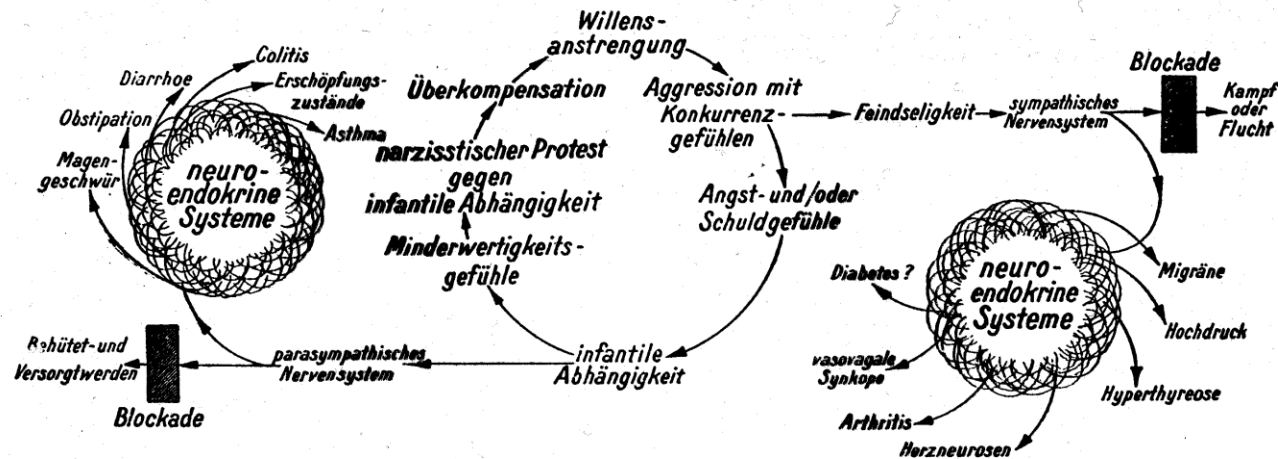 Willens-
anstrengung
Colitis
Diarrhoe
Erschöpfungs-
zustände
Überkompensation
Aggression mit
Konkurrenz-
gefühlen
Feindseligkeit
sympathisches
Nervensystem
Blockade
Kampf
oder
Flucht
Obstipation
Asthma
Magen-
geschwür
neuro-
endokrine
Systeme
narzisstischer Protest
gegen
infantile Abhängigkeit
Angst- und/oder
Schuldgefühle
Minderwertigkeits-
gefühle
Diabetes?
neuro-
endokrine
Systeme
Migräne
Hochdruck
Behütet- und
Versorgtwerden
Blockade
parasympathisches
Nervensystem
infantile
Abhängigkeit
vasovagale
Synkope
Hyperthyreose
Arthritis
Herzneurosen